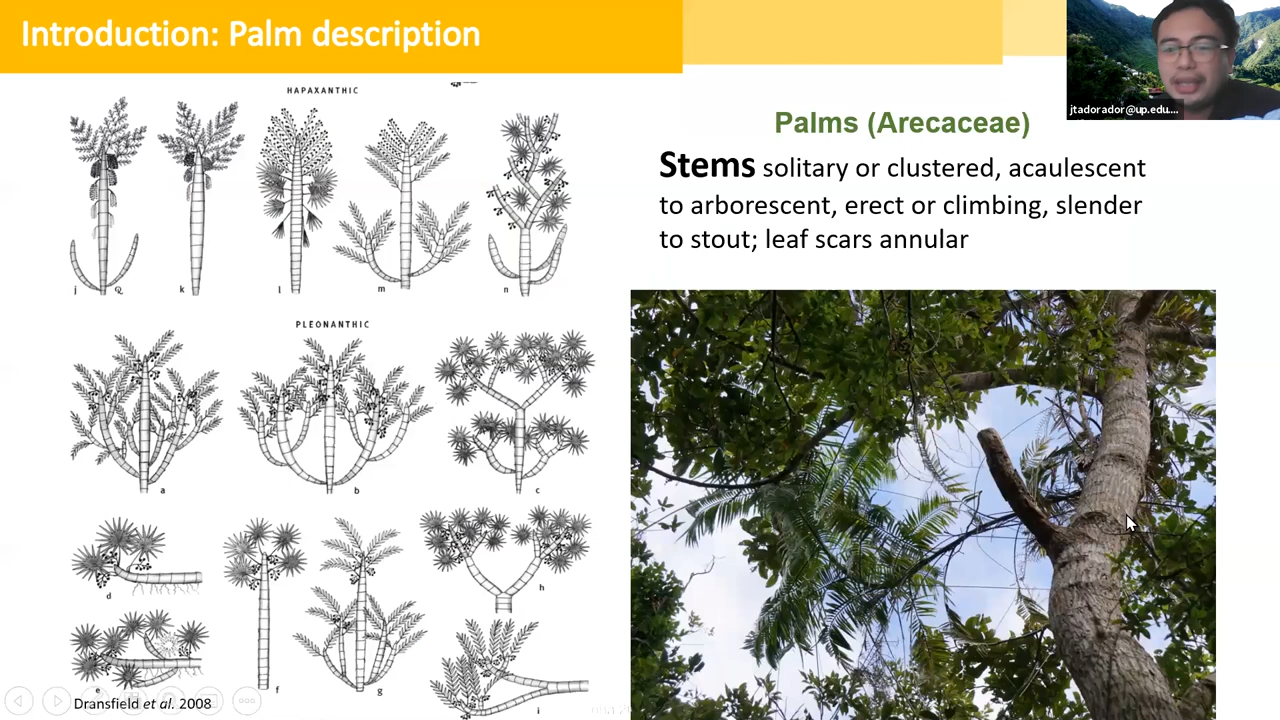 Introduction: Palm description
jtadorador@up.edu....
HAPAXANTHIC
Palms (Arecaceae)
Stems solitary or clustered, acaulescent
to arborescent, erect or climbing, slender
to stout; leaf scars annular
j
k
l
m
n
PLEONANTHIC
a
b
c
d
e
f
g
h
i
Dransfield et al. 2008